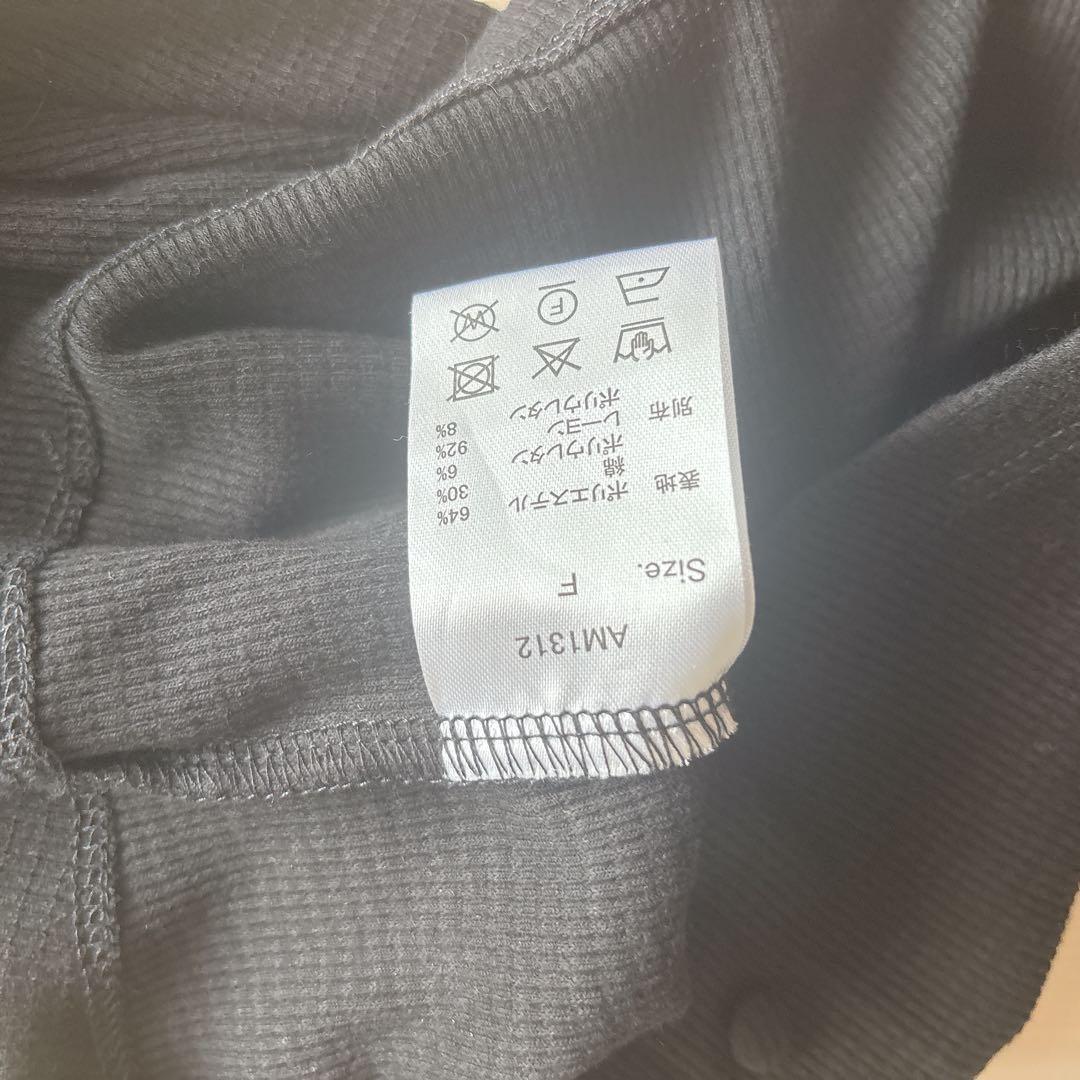 AM1312
Size. F
表地 ポリエステル 64%
綿 30%
ポリウレタン 6%
別布 レーヨン 92%
ポリウレタン 8%
F
W